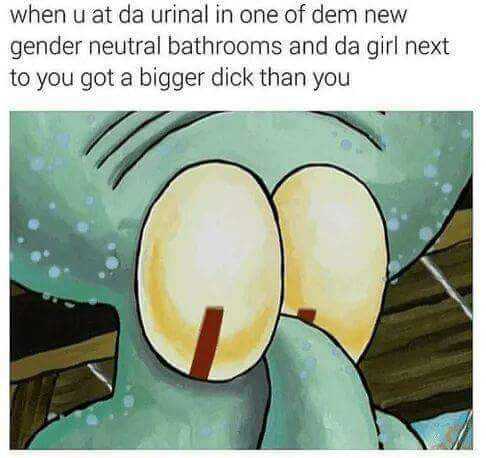 when u at da urinal in one of dem new
gender neutral bathrooms and da girl next
to you got a bigger dick than you